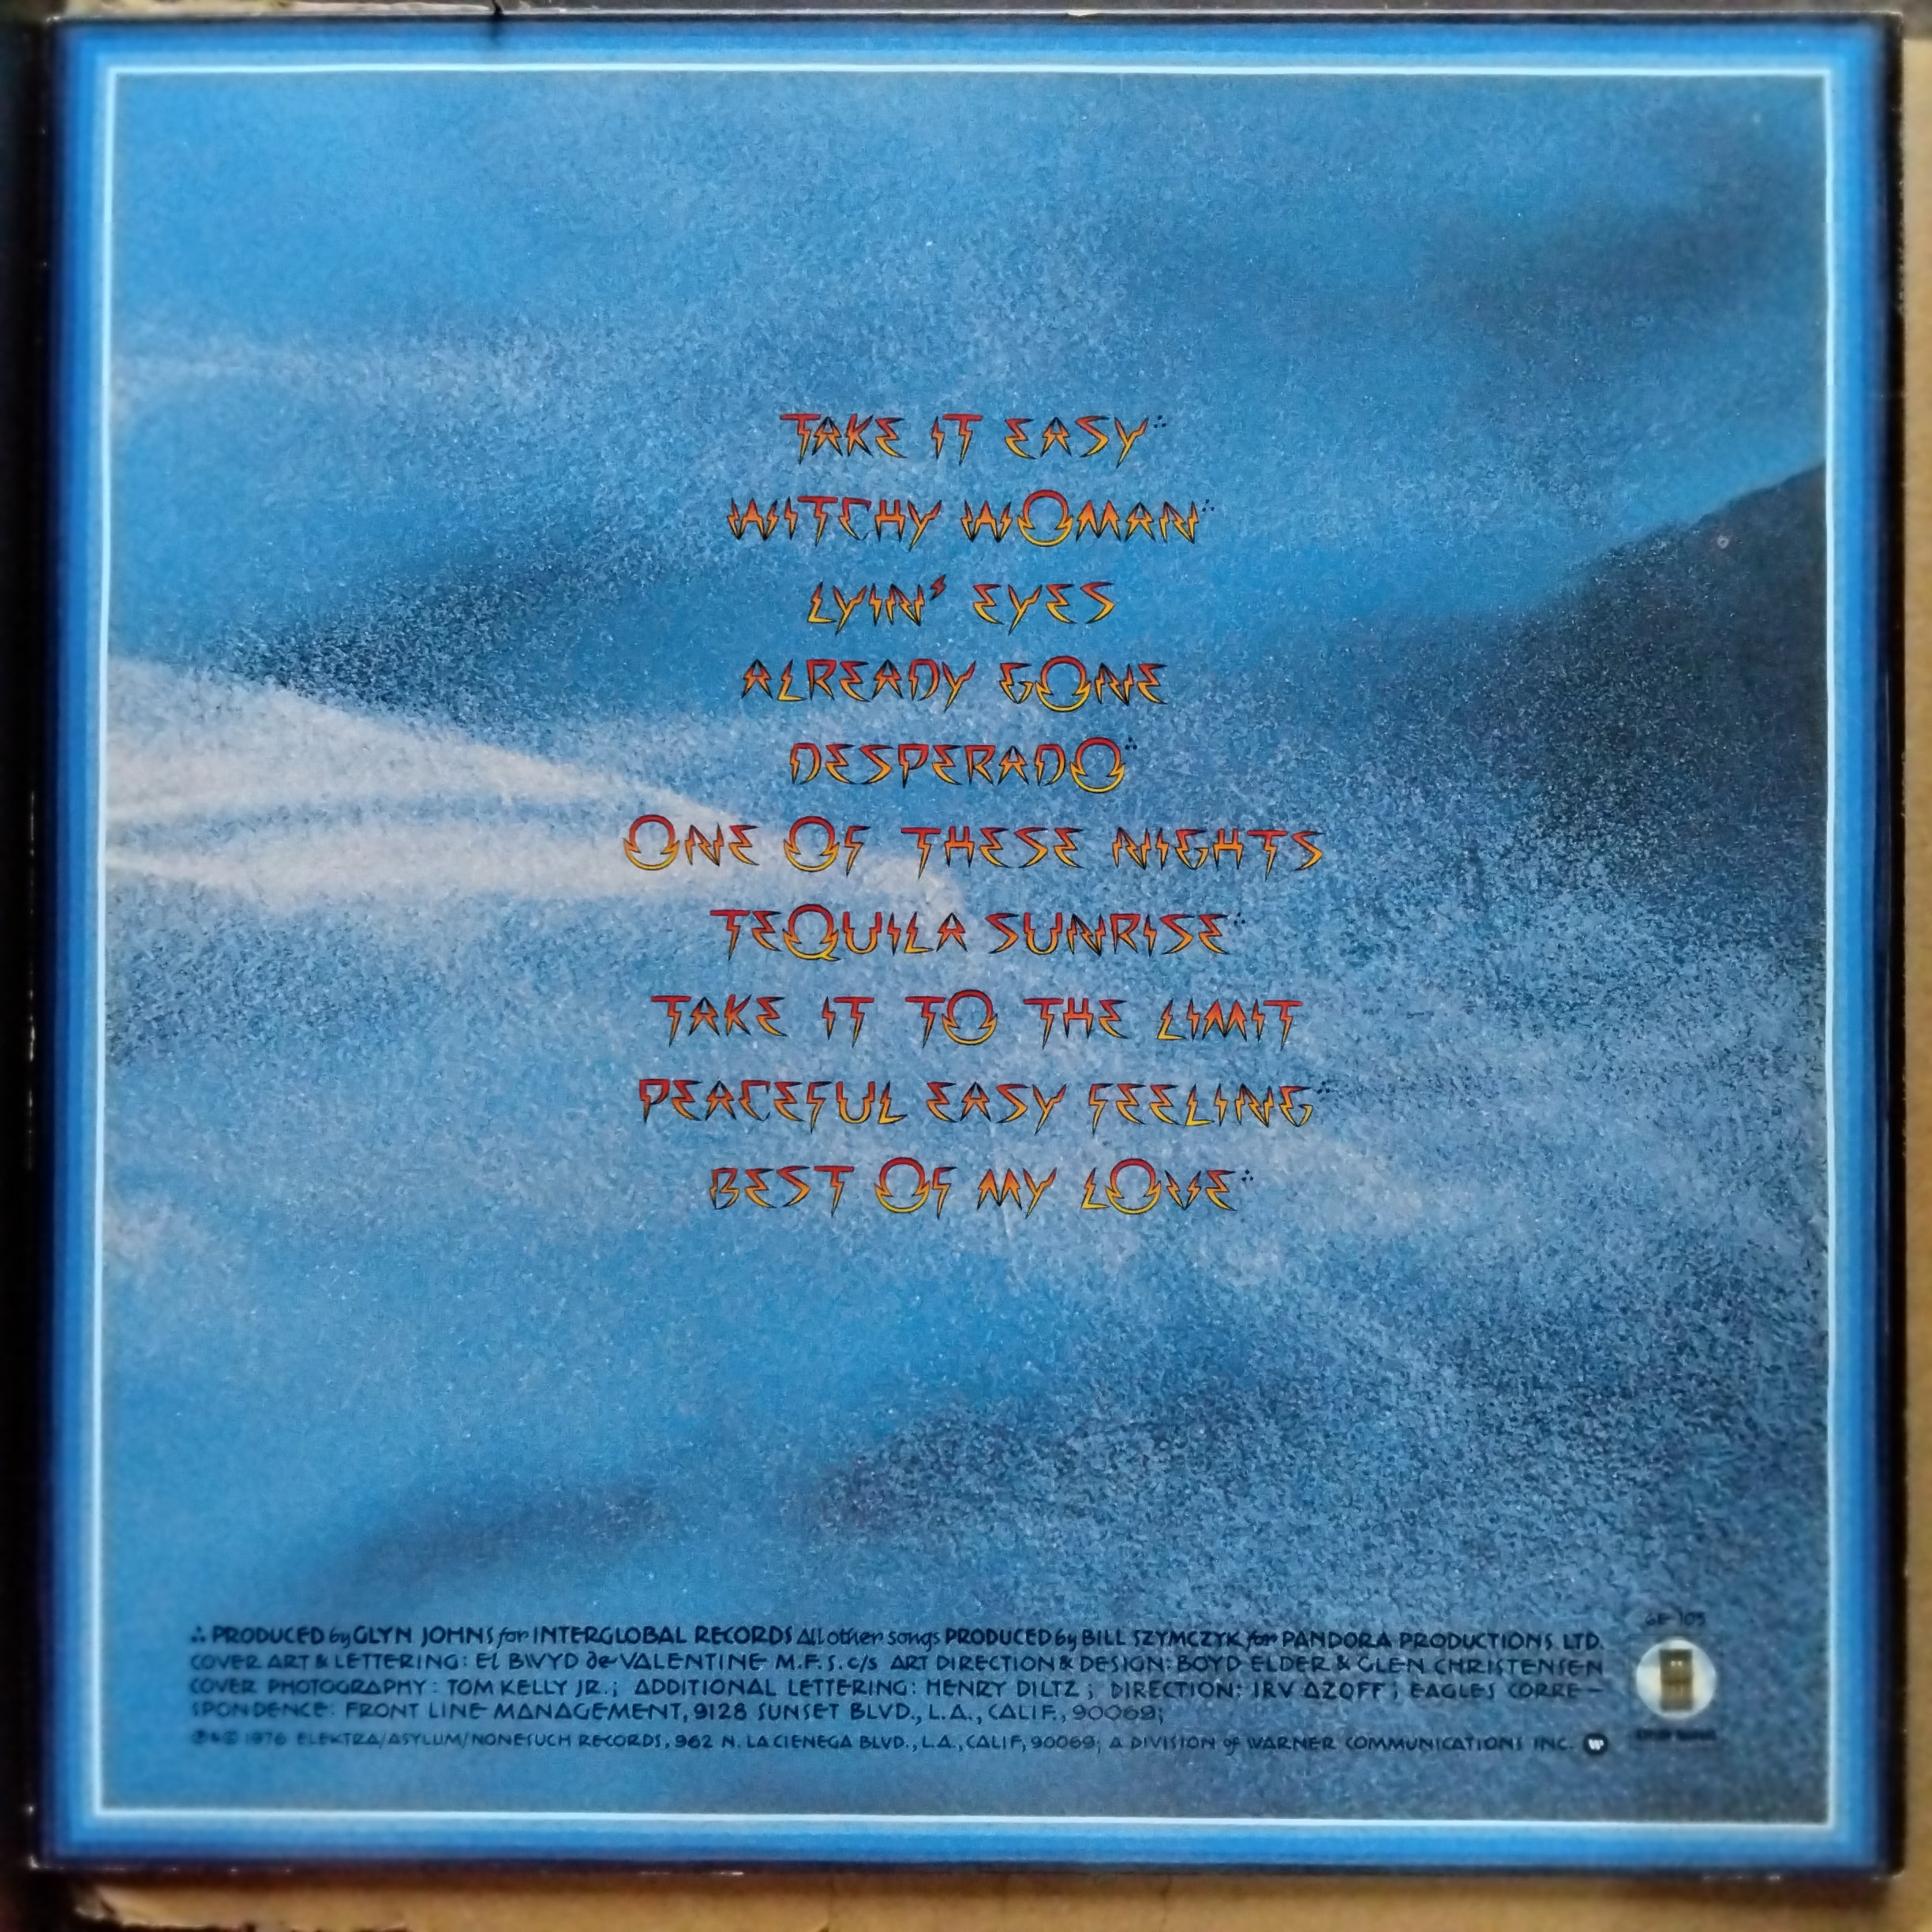 TAKE IT EASY∴
WITCHY WOMAN∴
LYIN' EYES
ALREADY GONE
DESPERADO∴
ONE OF THESE NIGHTS
TEQUILA SUNRISE∴
TAKE IT TO THE LIMIT
PEACEFUL EASY FEELING∴
BEST OF MY LOVE∴
∴ PRODUCED by GLYN JOHNS for INTERGLOBAL RECORDS All other songs PRODUCED by BILL SZYMCZYK for PANDORA PRODUCTIONS LTD.
COVER ART & LETTERING: El BWYD de VALENTINE M.F.S. c/s ART DIRECTION & DESIGN: BOYD ELDER & GLEN CHRISTENSEN
COVER PHOTOGRAPHY: TOM KELLY JR.; ADDITIONAL LETTERING: HENRY DILTZ; DIRECTION: IRV AZOFF; EAGLES CORRE-
SPONDENCE: FRONT LINE MANAGEMENT, 9128 SUNSET BLVD., L.A., CALIF., 90069;
℗&© 1976 ELEKTRA/ASYLUM/NONESUCH RECORDS, 962 N. LA CIENEGA BLVD., L.A., CALIF, 90069; A DIVISION of WARNER COMMUNICATIONS INC.